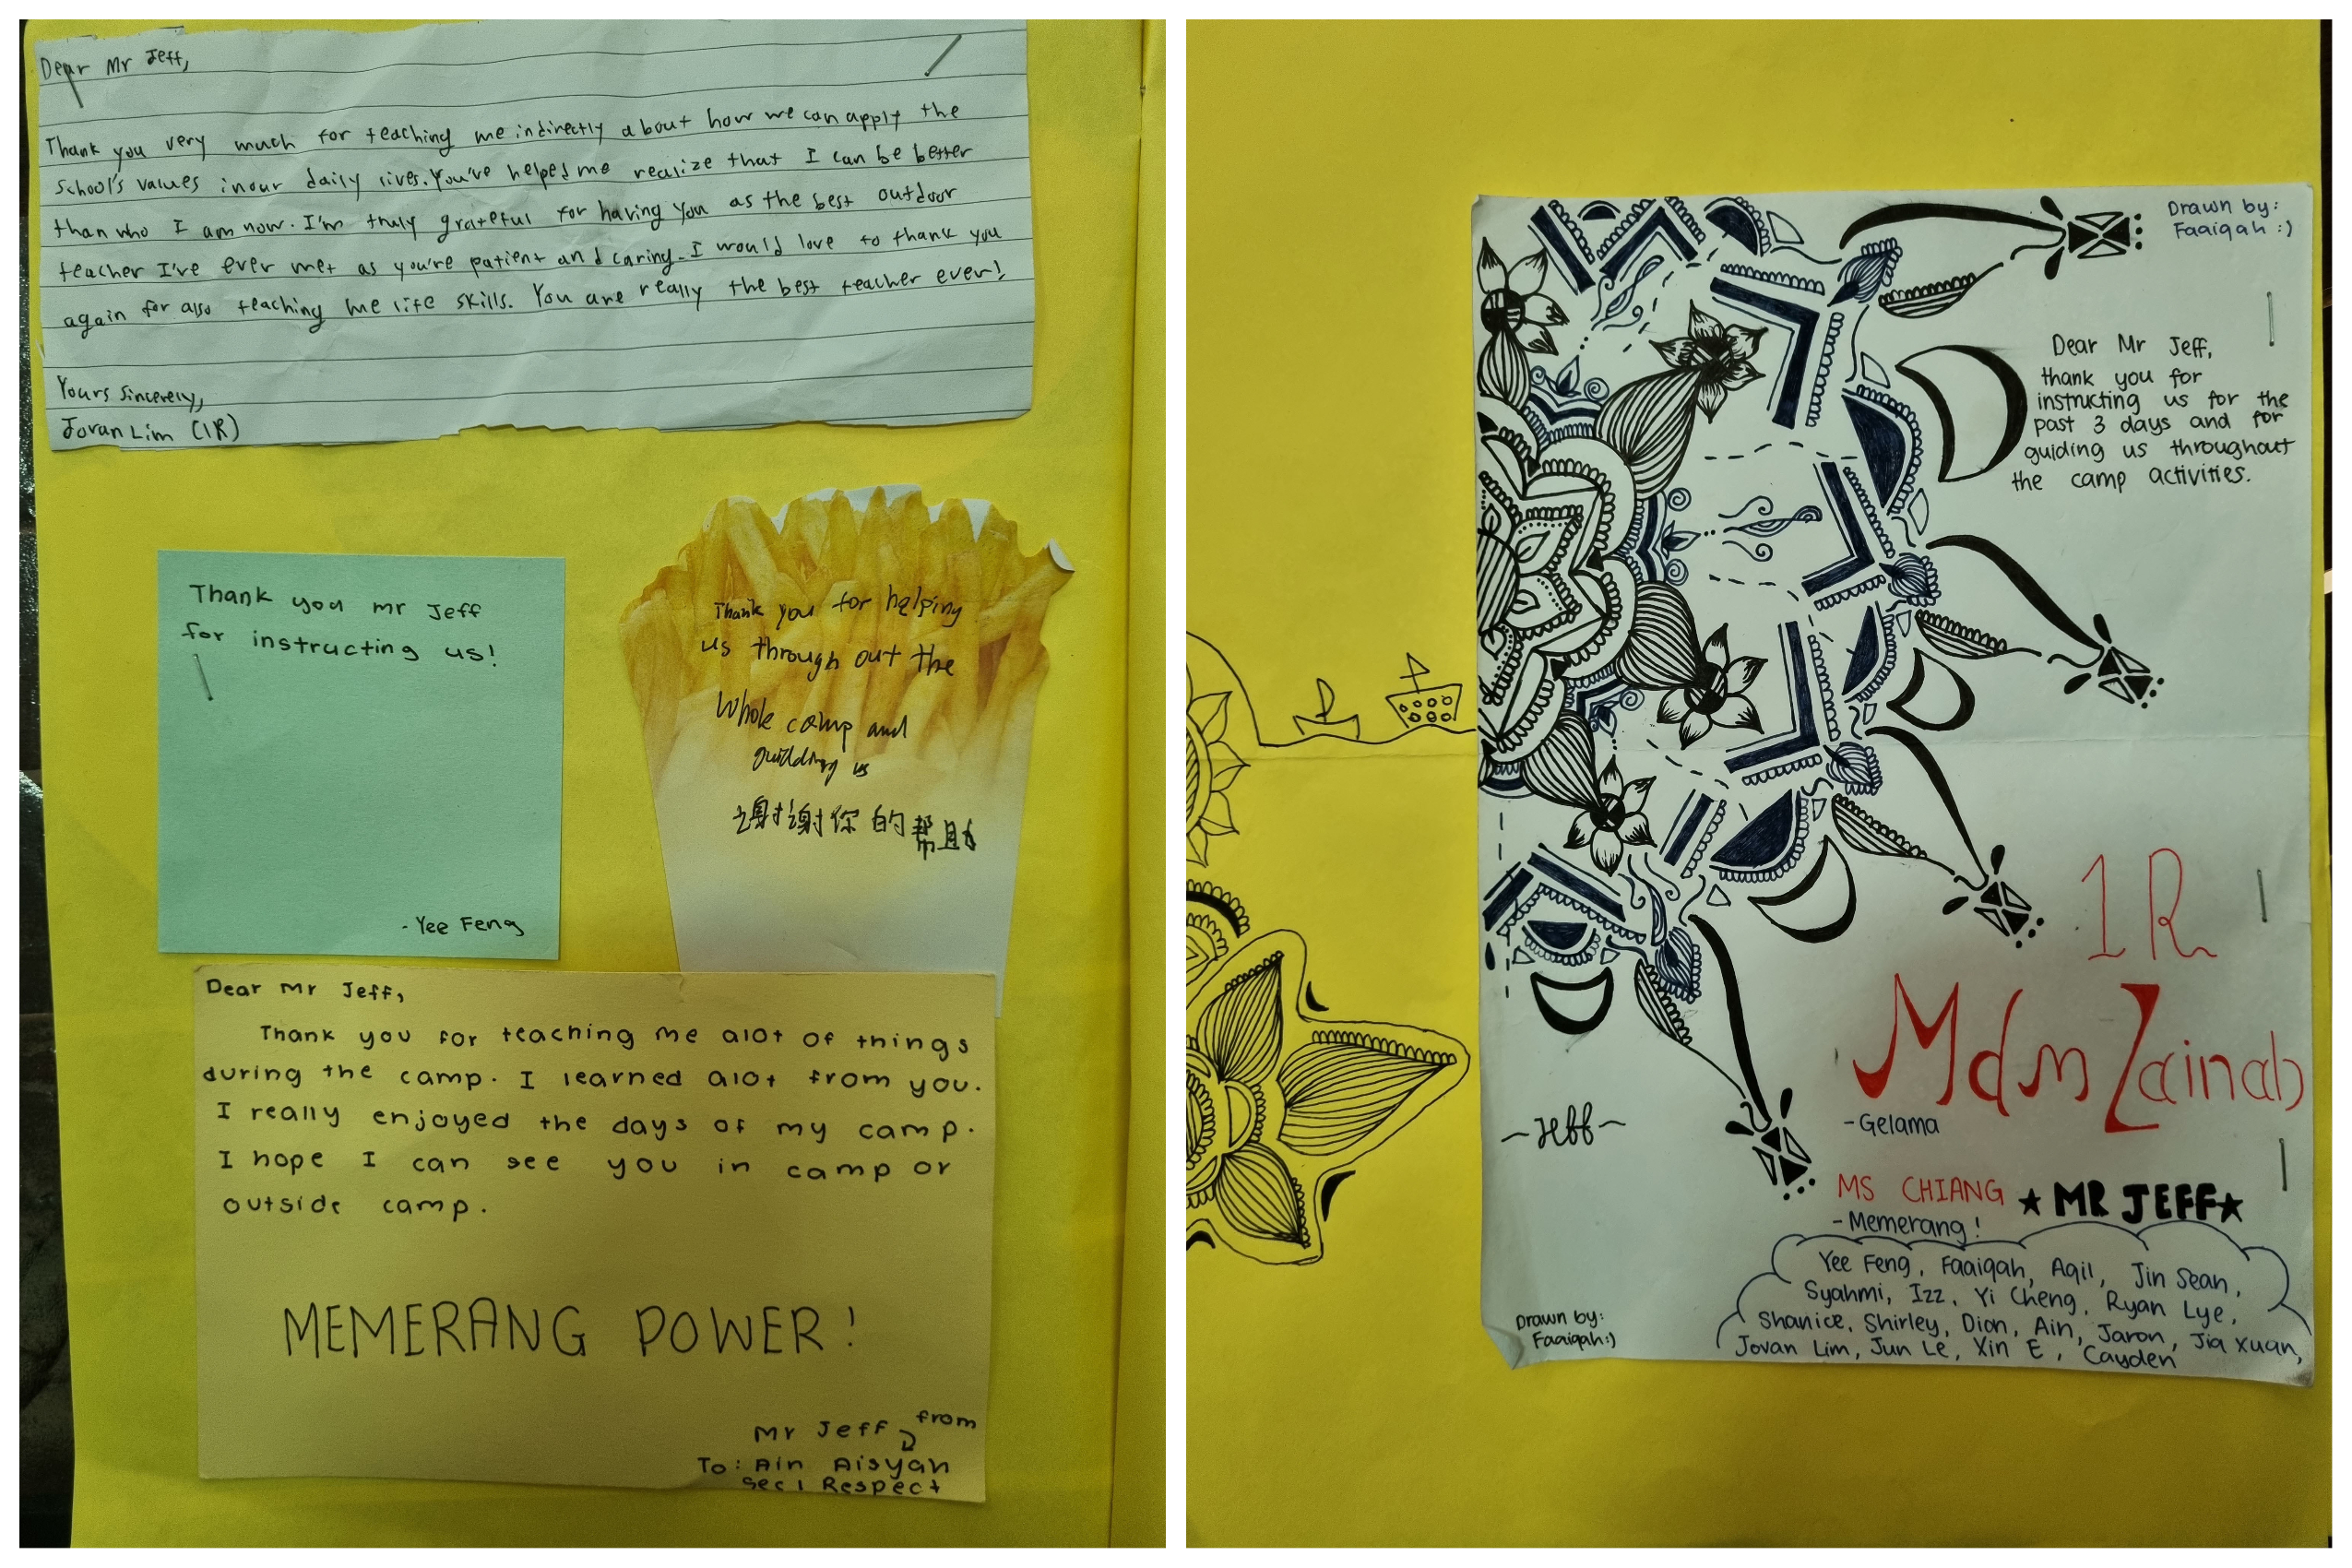 Dear Mr Jeff,
Thank you very much for teaching me indirectly about how we can apply the
school's values in our daily lives. You've helped me realize that I can be better
than who I am now. I'm truly grateful for having you as the best outdoor
teacher I've ever met as you're patient and caring. I would love to thank you
again for also teaching me life skills. You are really the best teacher ever!
Yours Sincerely,
Jovan Lim (1R)
Thank you mr Jeff
for instructing us!
- Yee Feng
Thank you for helping
us through out the
whole camp and
guidding us
谢谢你的帮助
Dear Mr Jeff,
Thank you for teaching me alot of things
during the camp. I learned alot from you.
I really enjoyed the days of my camp.
I hope I can see you in camp or
outside camp.
MEMERANG POWER!
Mr Jeff from
To: Ain Aisyah
Sec 1 Respect
Drawn by:
Faaiqah :)
Dear Mr Jeff,
thank you for
instructing us for the
past 3 days and for
guiding us throughout
the camp activities.
1R
Mdm Zainab
- Gelama
~Jeff~
MS CHIANG ★ MR JEFF★
- Memerang!
Yee Feng, Faaiqah, Aqil, Jin Sean,
Syahmi, Izz, Yi Cheng, Ryan Lye,
Shanice, Shirley, Dion, Ain, Jaron, Jia Xuan,
Jovan Lim, Jun Le, Xin E, Cayden
Drawn by:
Faaiqah:)